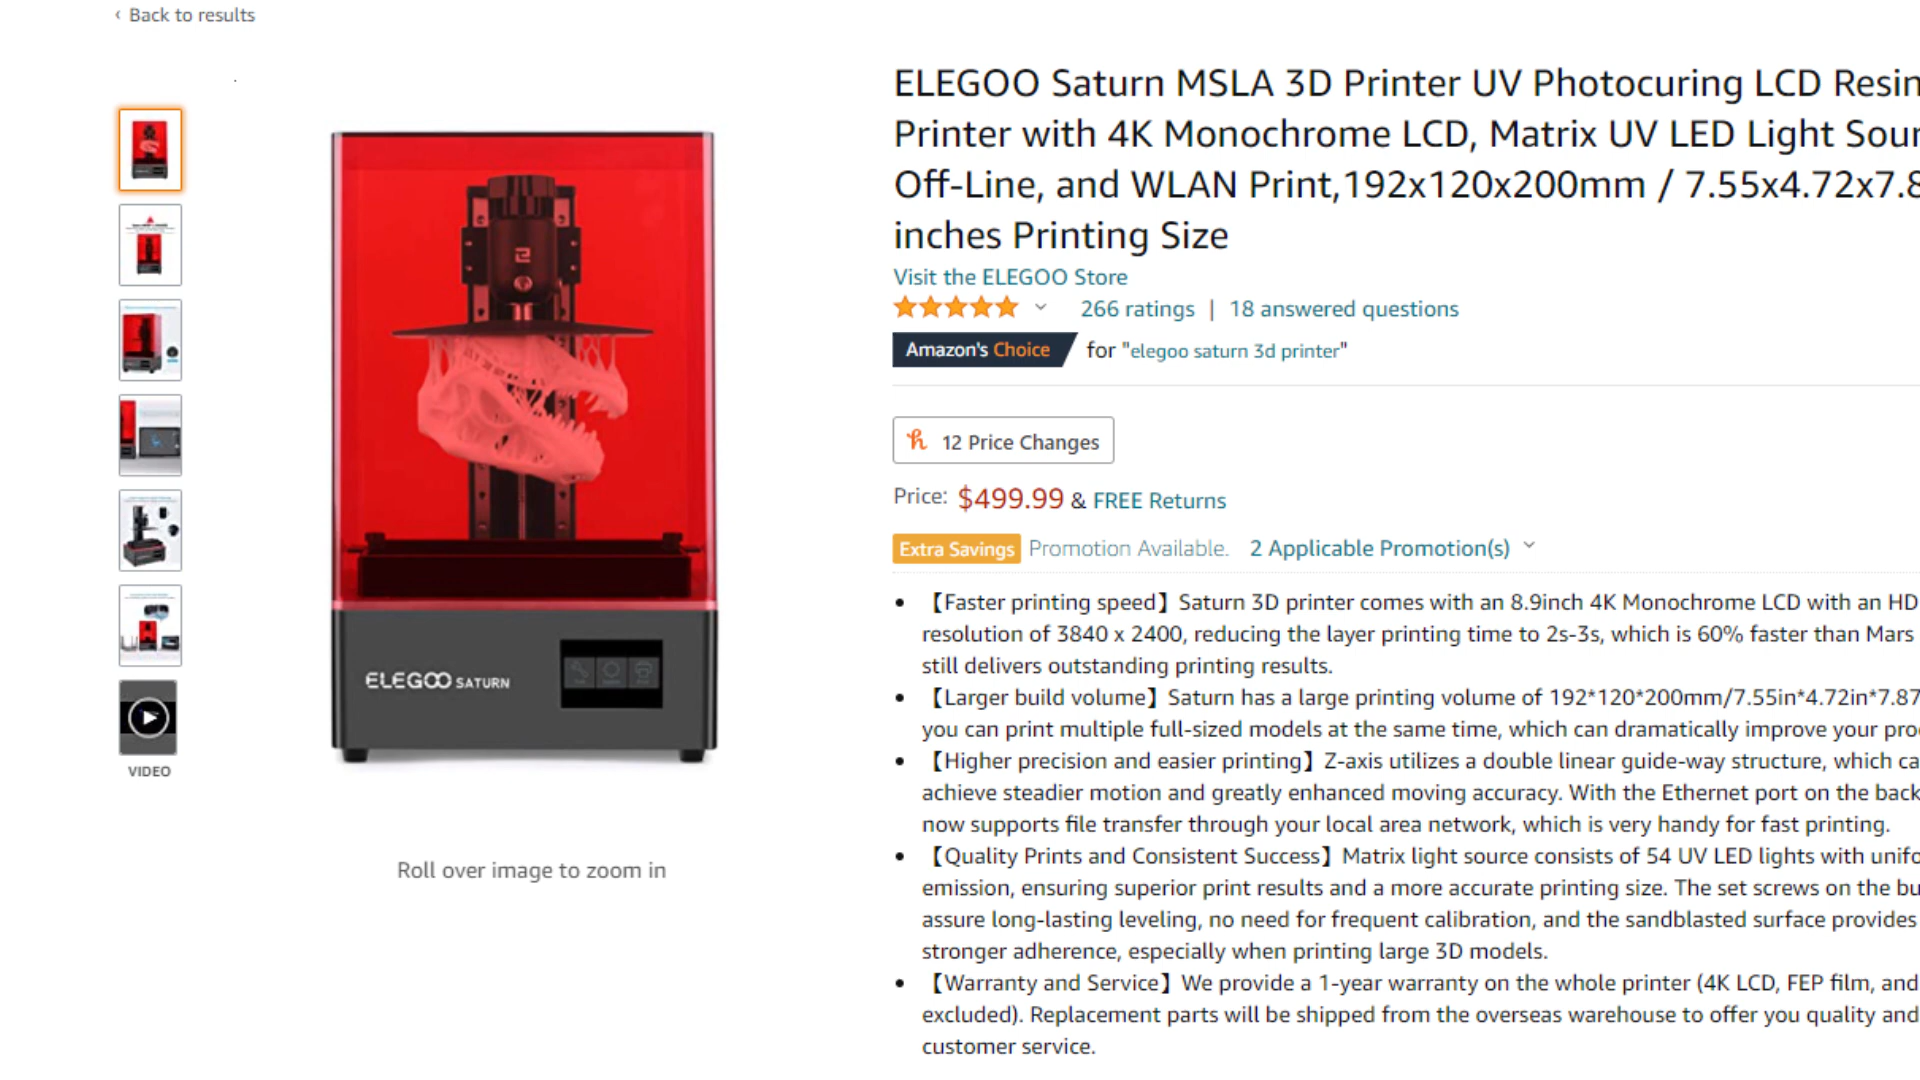 ‹ Back to results
ELEGOO Saturn MSLA 3D Printer UV Photocuring LCD Resin
Printer with 4K Monochrome LCD, Matrix UV LED Light Sour
Off-Line, and WLAN Print,192x120x200mm / 7.55x4.72x7.8
inches Printing Size
Visit the ELEGOO Store
266 ratings | 18 answered questions
Amazon's Choice for "elegoo saturn 3d printer"
12 Price Changes
Price: $499.99 & FREE Returns
Extra Savings Promotion Available. 2 Applicable Promotion(s)
• 【Faster printing speed】Saturn 3D printer comes with an 8.9inch 4K Monochrome LCD with an HD
resolution of 3840 x 2400, reducing the layer printing time to 2s-3s, which is 60% faster than Mars
still delivers outstanding printing results.
• 【Larger build volume】Saturn has a large printing volume of 192*120*200mm/7.55in*4.72in*7.87
you can print multiple full-sized models at the same time, which can dramatically improve your pro
• 【Higher precision and easier printing】Z-axis utilizes a double linear guide-way structure, which ca
achieve steadier motion and greatly enhanced moving accuracy. With the Ethernet port on the back
now supports file transfer through your local area network, which is very handy for fast printing.
• 【Quality Prints and Consistent Success】Matrix light source consists of 54 UV LED lights with unifo
emission, ensuring superior print results and a more accurate printing size. The set screws on the bu
assure long-lasting leveling, no need for frequent calibration, and the sandblasted surface provides
stronger adherence, especially when printing large 3D models.
• 【Warranty and Service】We provide a 1-year warranty on the whole printer (4K LCD, FEP film, and
excluded). Replacement parts will be shipped from the overseas warehouse to offer you quality and
customer service.
ELEGOO SATURN
VIDEO
Roll over image to zoom in